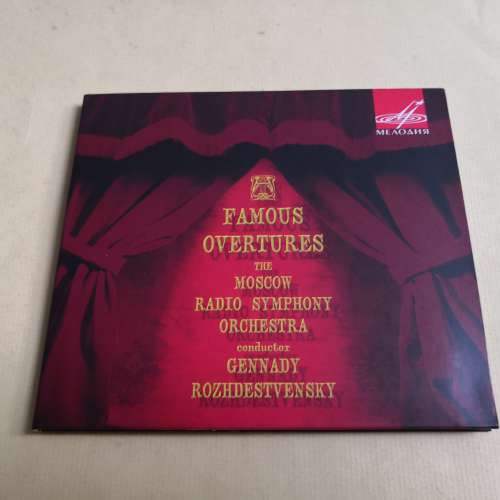 МЕЛОДИЯ
FAMOUS
OVERTURES
THE
MOSCOW
RADIO SYMPHONY
ORCHESTRA
conductor
GENNADY
ROZHDESTVENSKY